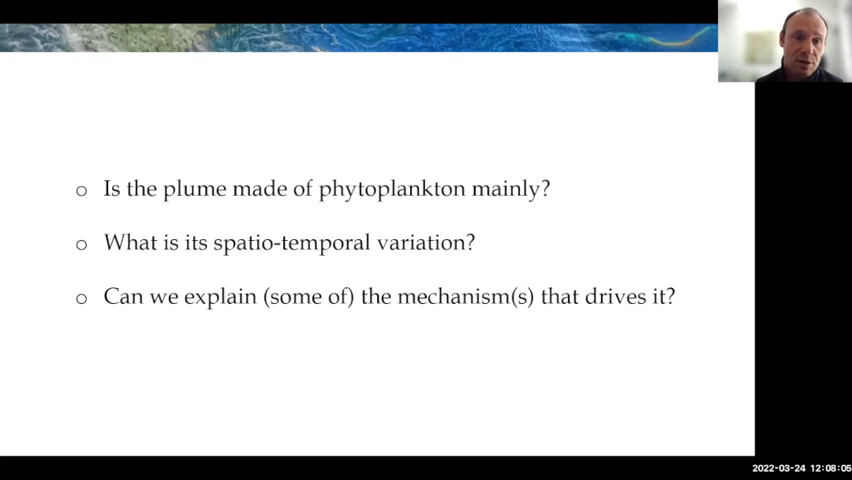 o Is the plume made of phytoplankton mainly?
o What is its spatio-temporal variation?
o Can we explain (some of) the mechanism(s) that drives it?
2022-03-24 12:08:05